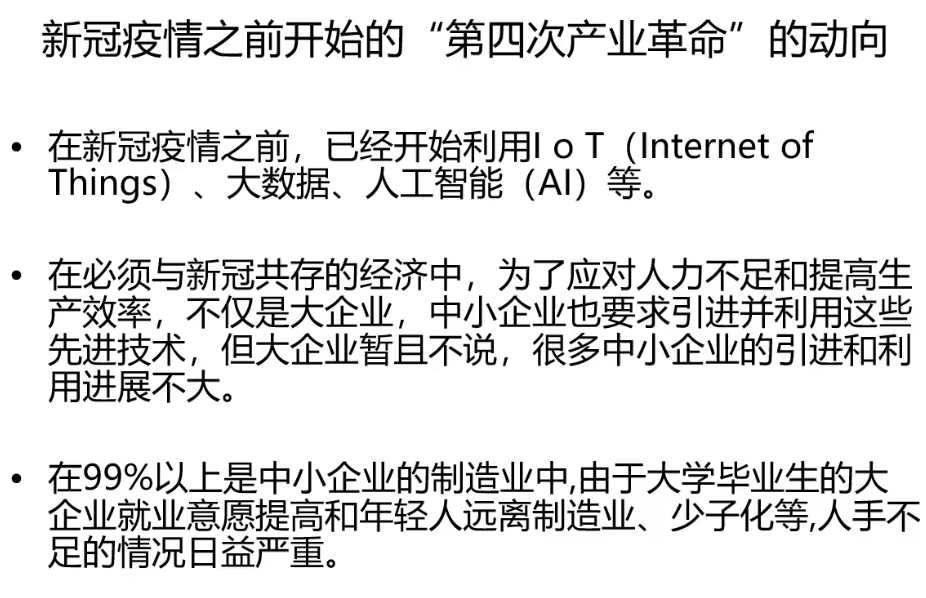 新冠疫情之前开始的“第四次产业革命”的动向
• 在新冠疫情之前，已经开始利用I o T（Internet of
Things）、大数据、人工智能（AI）等。
• 在必须与新冠共存的经济中，为了应对人力不足和提高生
产效率，不仅是大企业，中小企业也要求引进并利用这些
先进技术，但大企业暂且不说，很多中小企业的引进和利
用进展不大。
• 在99%以上是中小企业的制造业中,由于大学毕业生的大
企业就业意愿提高和年轻人远离制造业、少子化等,人手不
足的情况日益严重。